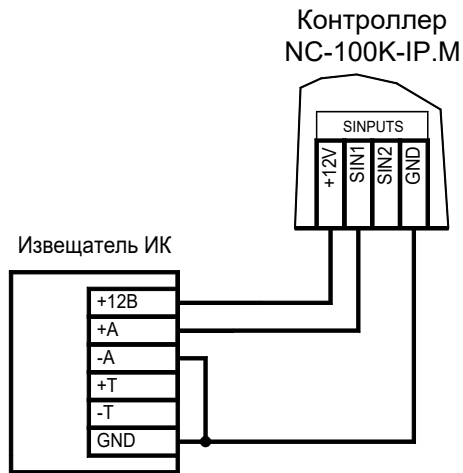 Контроллер
NC-100K-IP.M
SINPUTS
+12V
SIN1
SIN2
GND
Извещатель ИК
+12В
+A
-A
+T
-T
GND